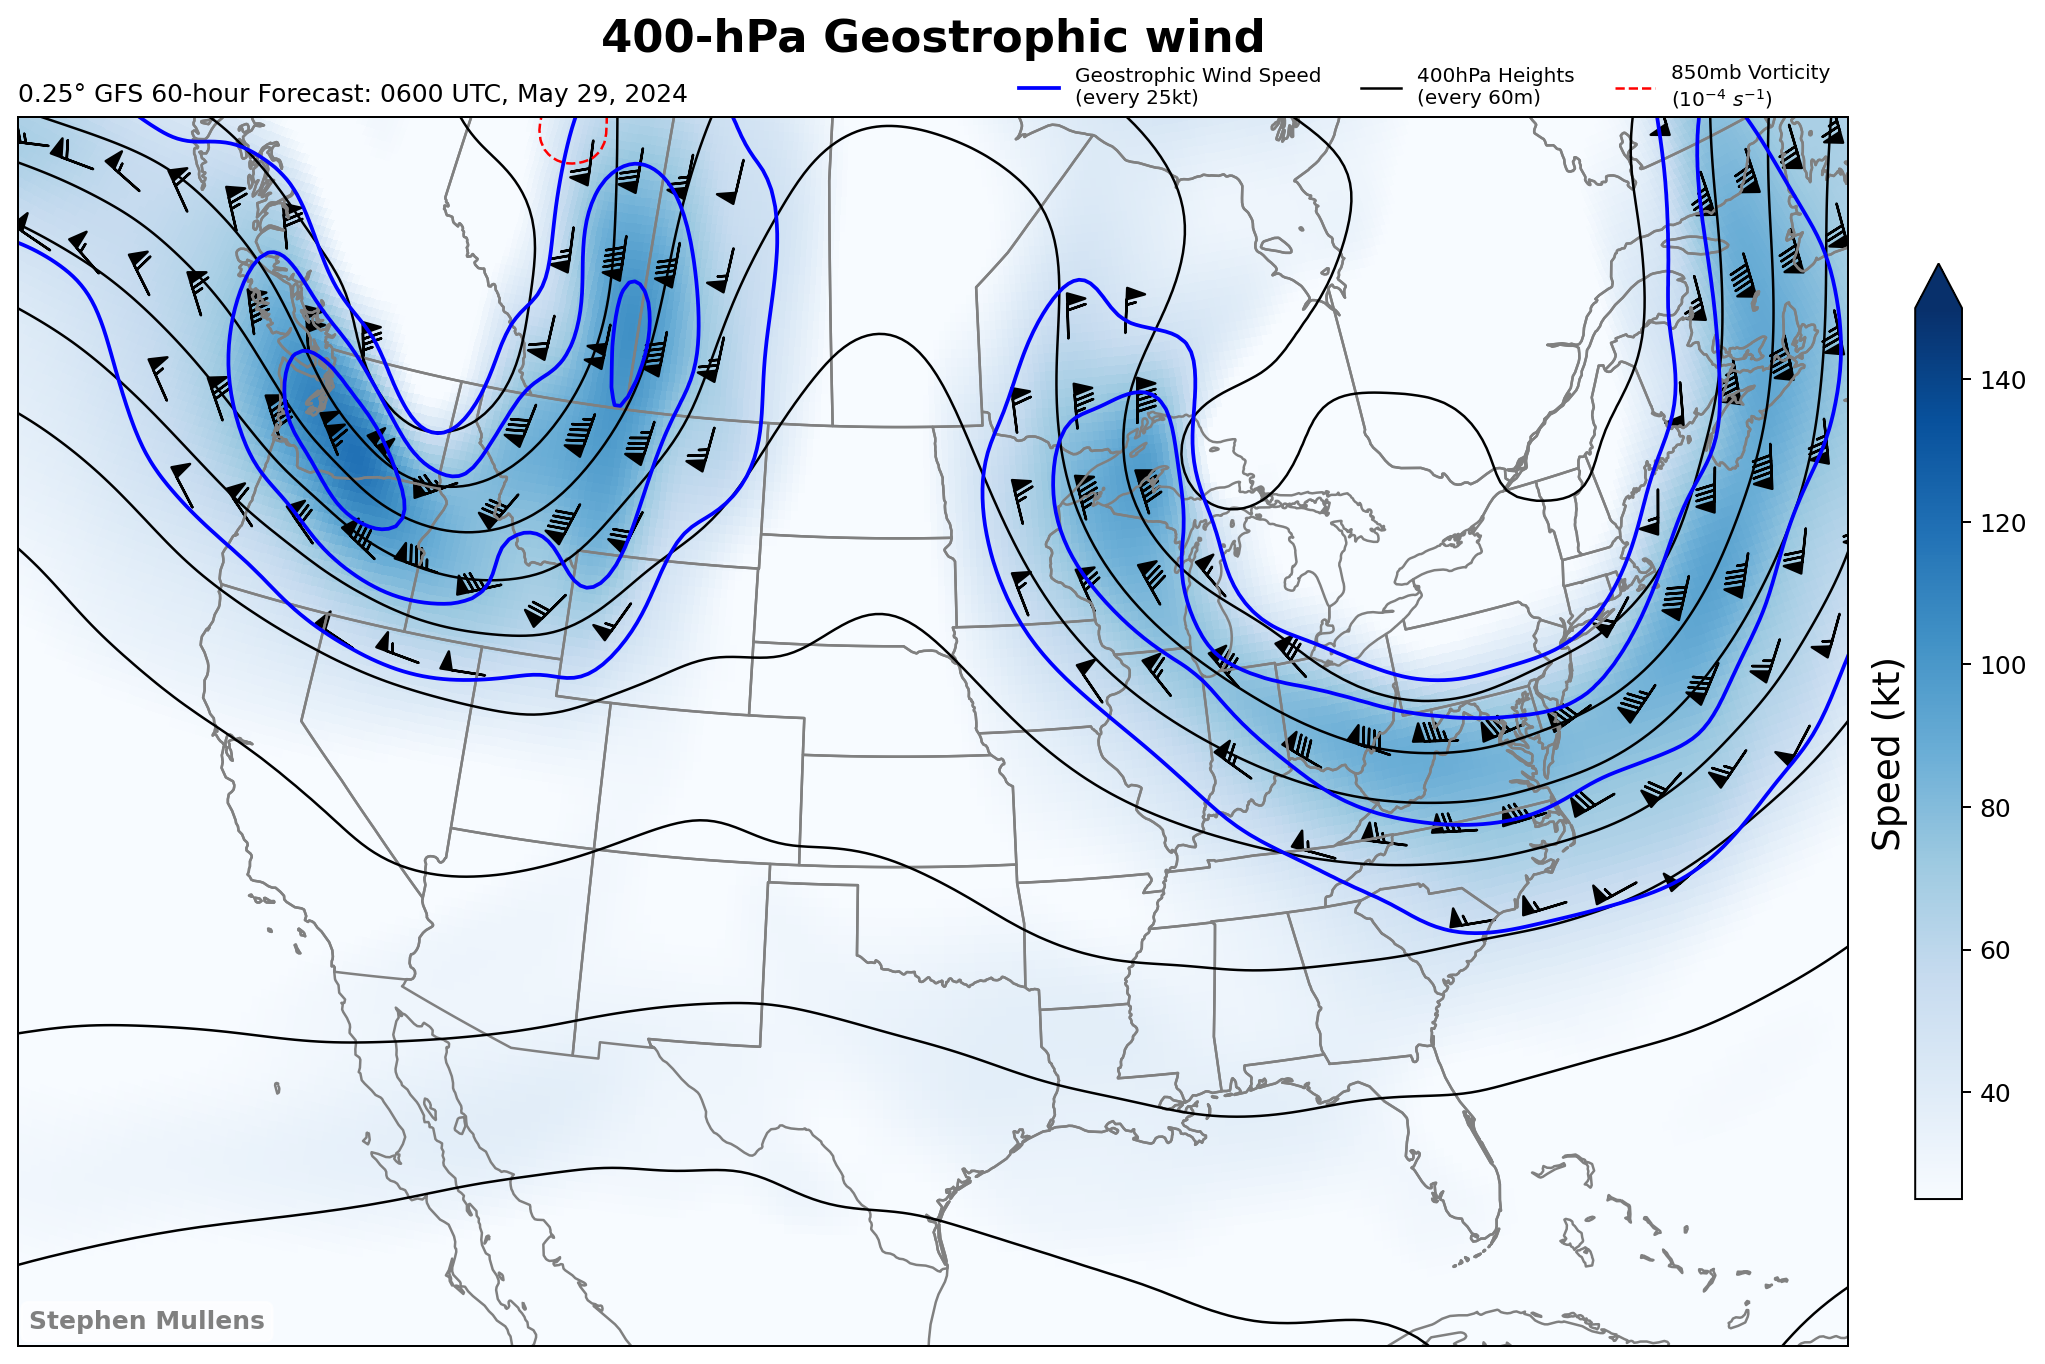 400-hPa Geostrophic wind
0.25° GFS 60-hour Forecast: 0600 UTC, May 29, 2024
Geostrophic Wind Speed
(every 25kt)
400hPa Heights
(every 60m)
850mb Vorticity
(10⁻⁴ s⁻¹)
140
120
100
80
60
40
Speed (kt)
Stephen Mullens